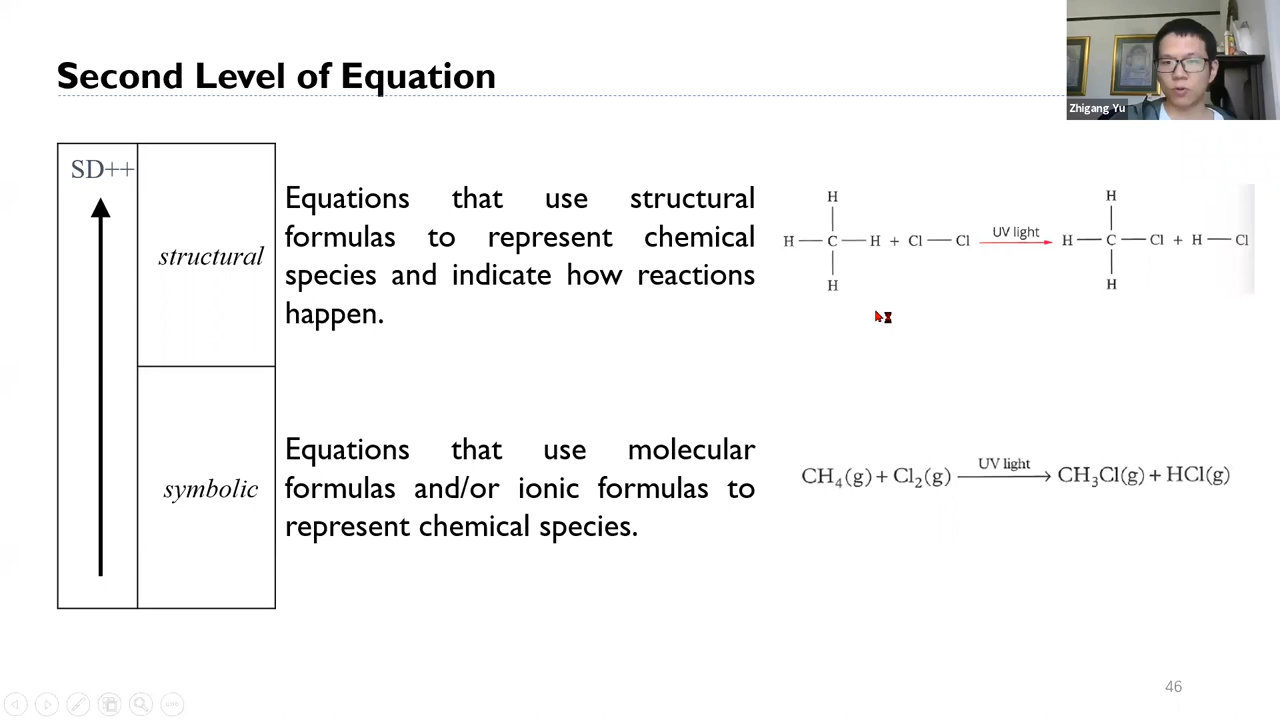 Second Level of Equation
Zhigang Yu
SD++
structural
Equations that use structural
formulas to represent chemical
species and indicate how reactions
happen.
H
H — C — H + Cl — Cl UV light H — C — Cl + H — Cl
H
H
H
symbolic
Equations that use molecular
formulas and/or ionic formulas to
represent chemical species.
UV light
CH₄(g) + Cl₂(g) ⟶ CH₃Cl(g) + HCl(g)
46